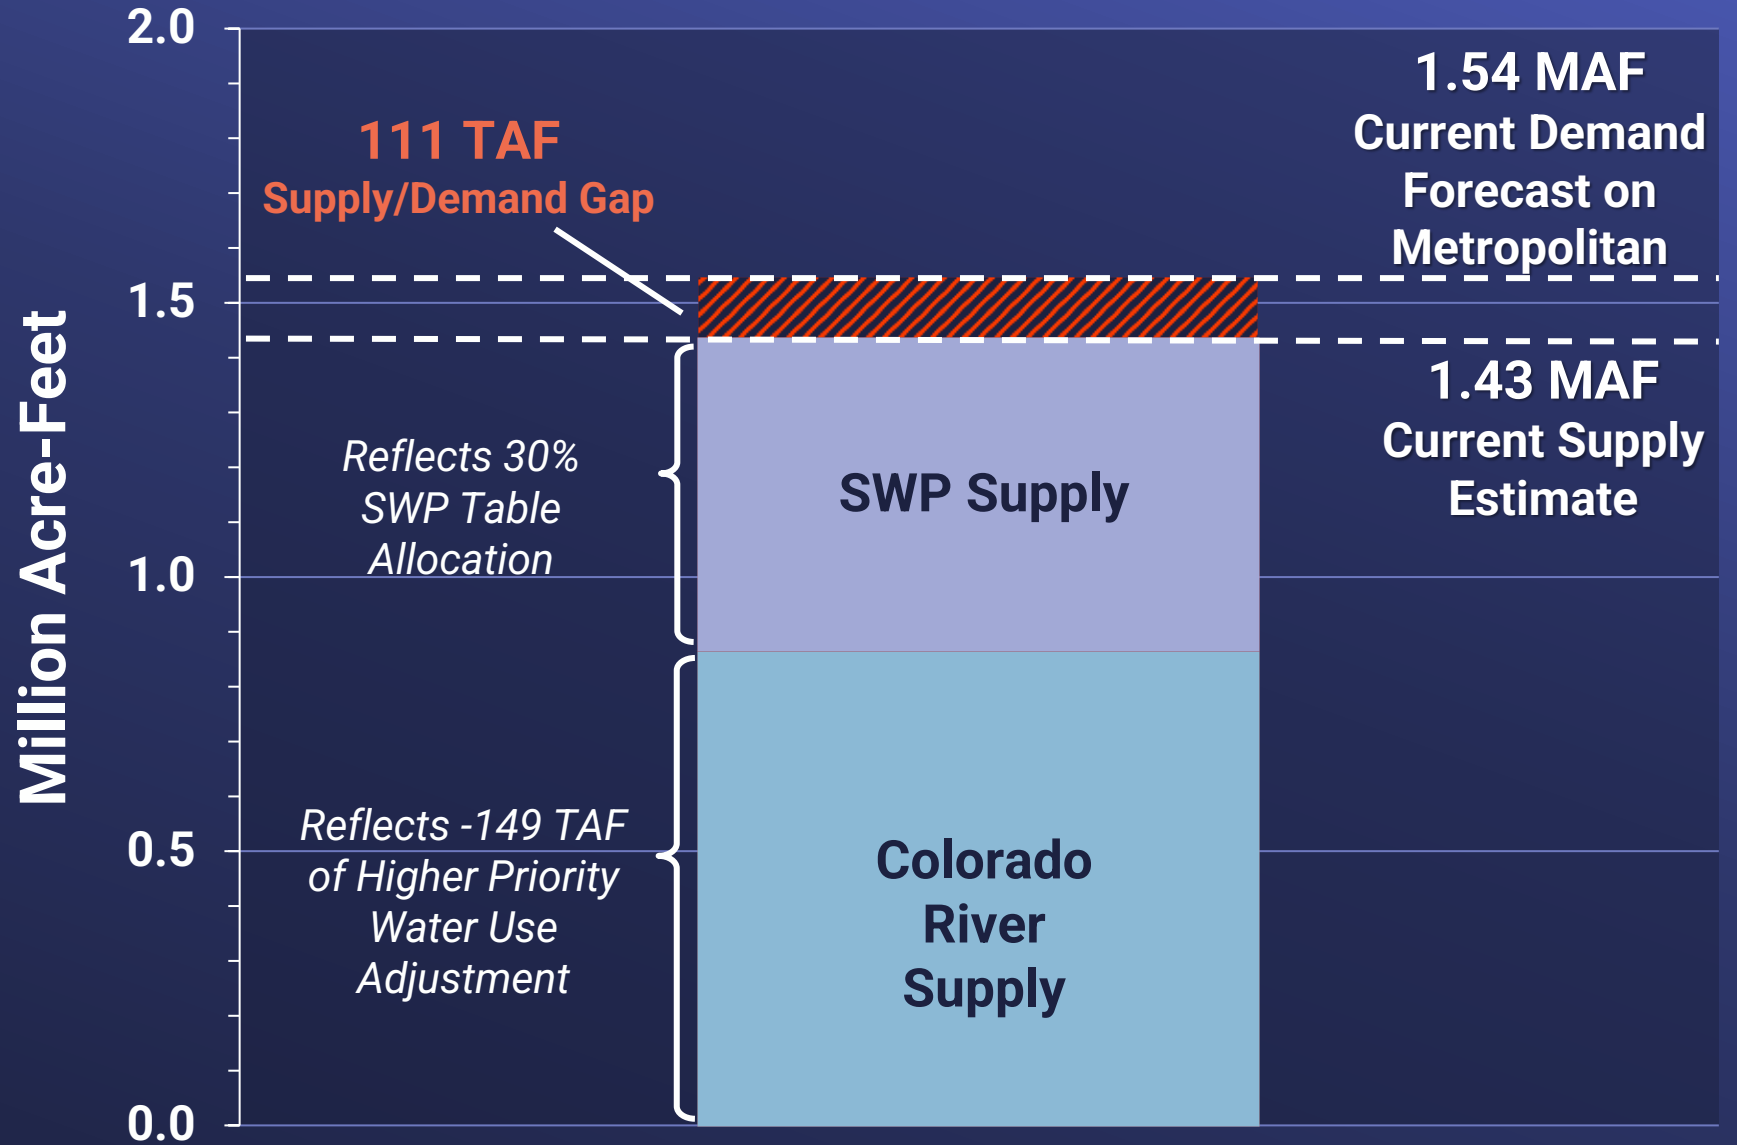 Million Acre-Feet
2.0
1.5
1.0
0.5
0.0
111 TAF
Supply/Demand Gap
Reflects 30%
SWP Table
Allocation
Reflects -149 TAF
of Higher Priority
Water Use
Adjustment
SWP Supply
Colorado
River
Supply
1.54 MAF
Current Demand
Forecast on
Metropolitan
1.43 MAF
Current Supply
Estimate